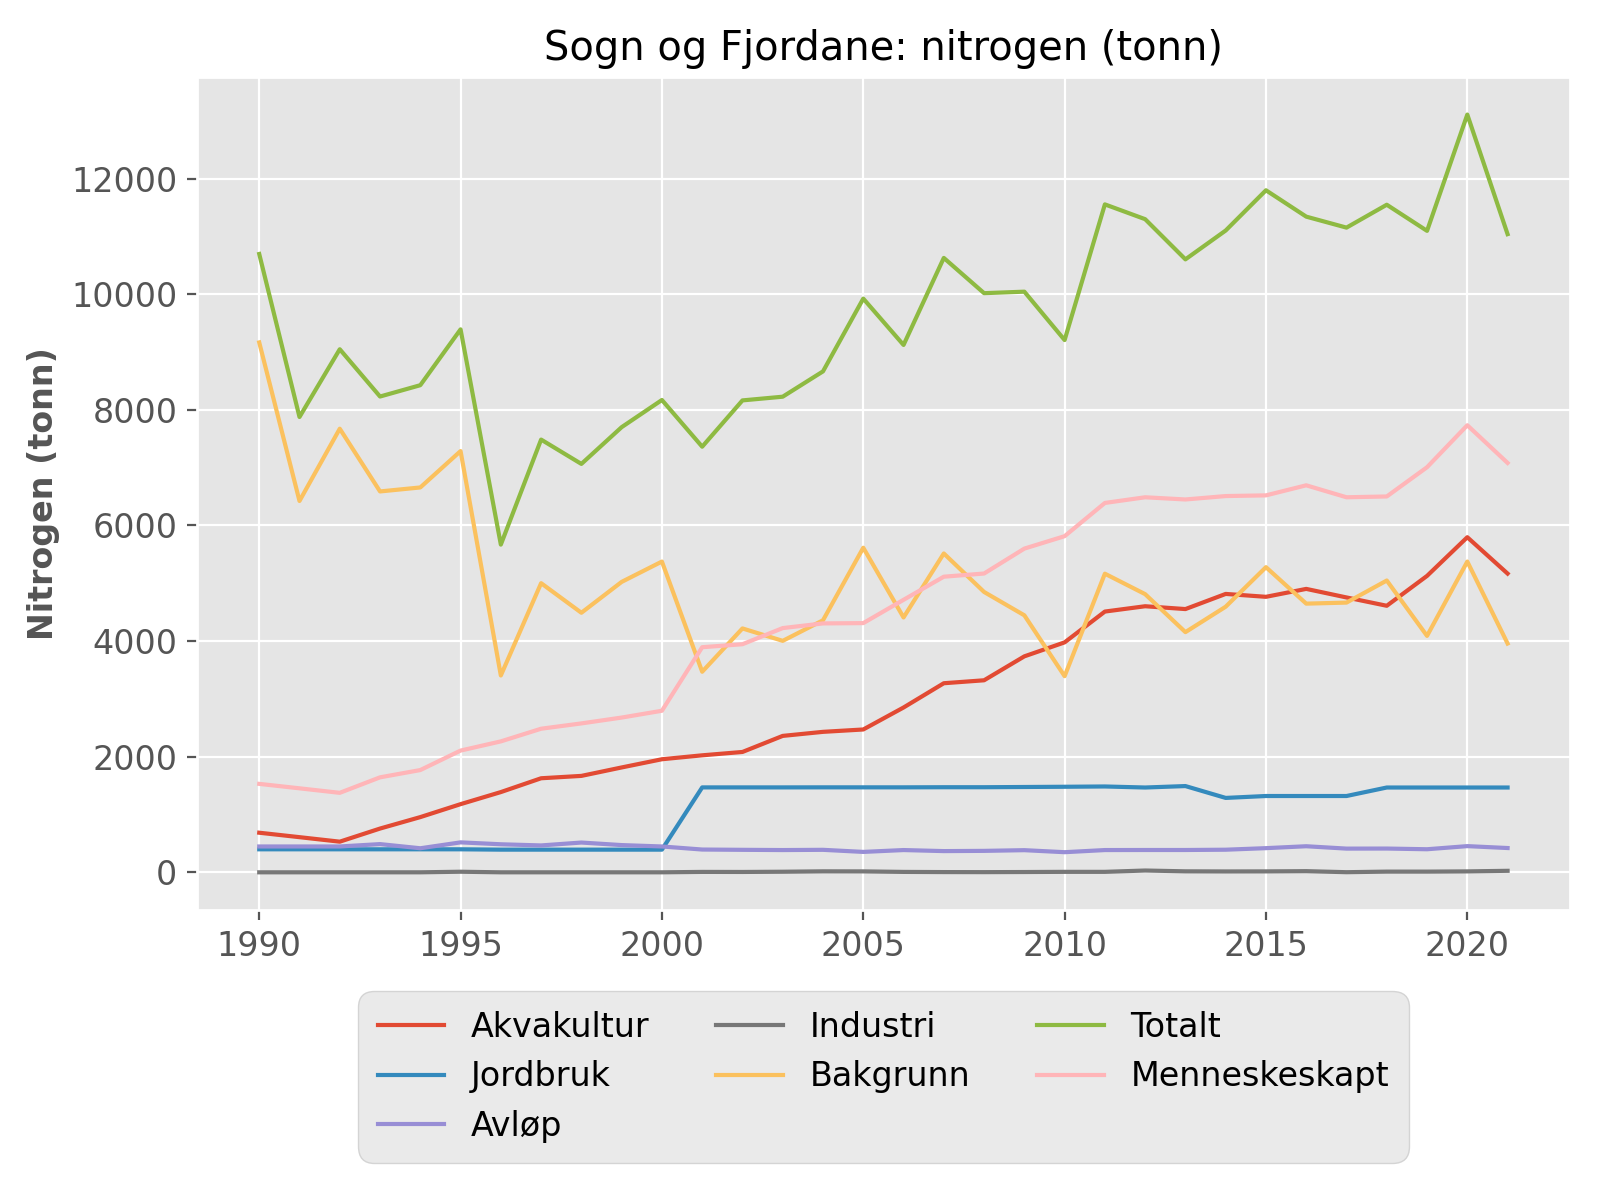 Sogn og Fjordane: nitrogen (tonn)
Nitrogen (tonn)
12000
10000
8000
6000
4000
2000
0
1990 1995 2000 2005 2010 2015 2020
Akvakultur Industri Totalt
Jordbruk Bakgrunn Menneskeskapt
Avløp